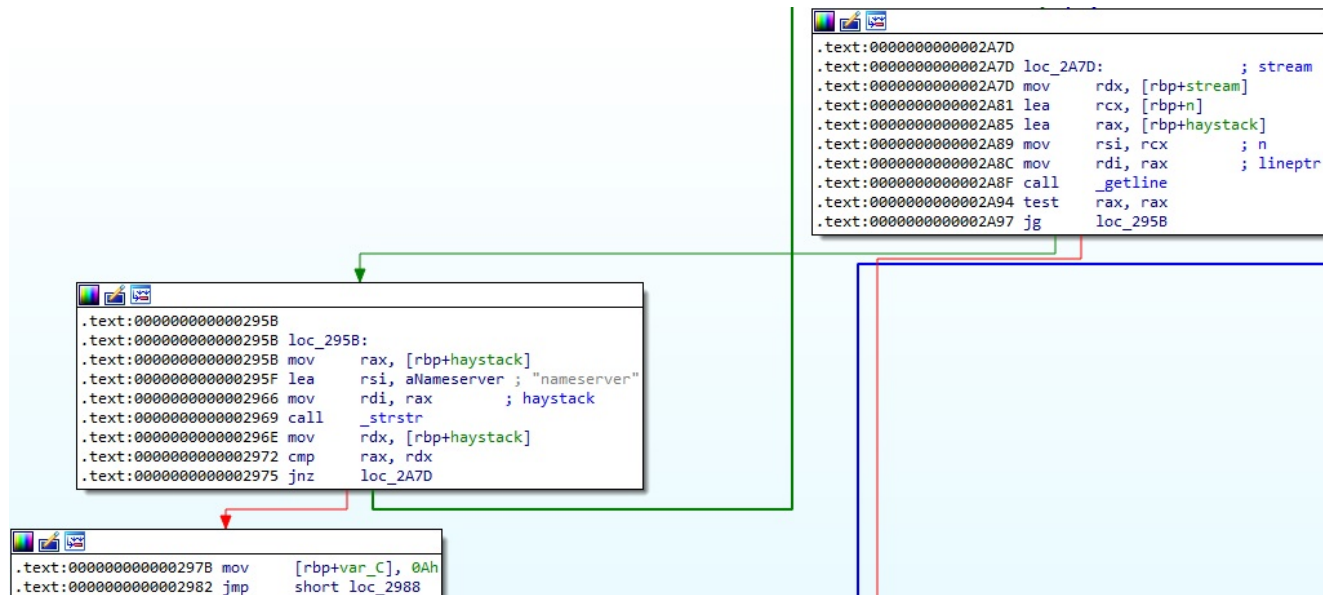 .text:0000000000002A7D
.text:0000000000002A7D loc_2A7D: ; stream
.text:0000000000002A7D mov rdx, [rbp+stream]
.text:0000000000002A81 lea rcx, [rbp+n]
.text:0000000000002A85 lea rax, [rbp+haystack]
.text:0000000000002A89 mov rsi, rcx ; n
.text:0000000000002A8C mov rdi, rax ; lineptr
.text:0000000000002A8F call _getline
.text:0000000000002A94 test rax, rax
.text:0000000000002A97 jg loc_295B
.text:000000000000295B
.text:000000000000295B loc_295B:
.text:000000000000295B mov rax, [rbp+haystack]
.text:000000000000295F lea rsi, aNameserver ; "nameserver"
.text:0000000000002966 mov rdi, rax ; haystack
.text:0000000000002969 call _strstr
.text:000000000000296E mov rdx, [rbp+haystack]
.text:0000000000002972 cmp rax, rdx
.text:0000000000002975 jnz loc_2A7D
.text:000000000000297B mov [rbp+var_C], 0Ah
.text:0000000000002982 jmp short loc_2988